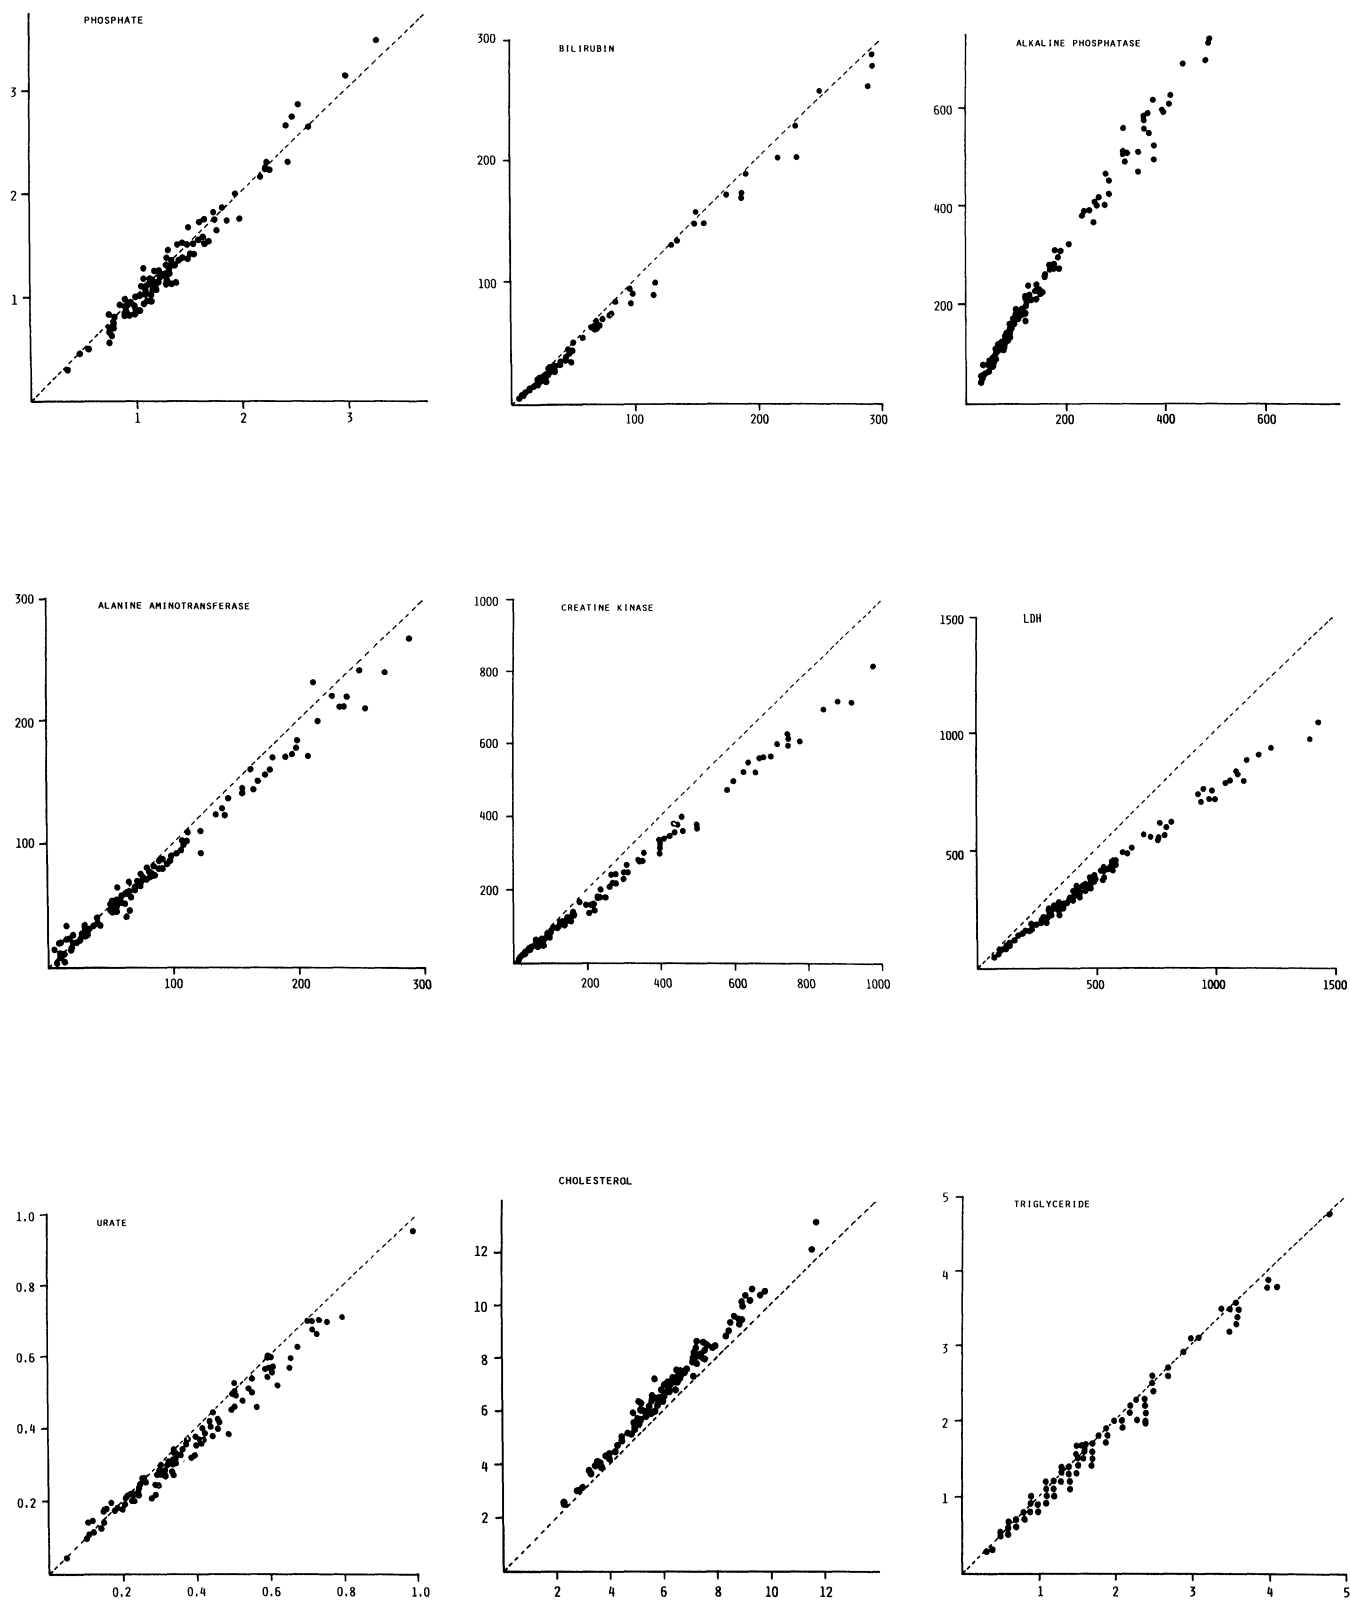 PHOSPHATE
3
2
1
1 2 3
BILIRUBIN
300
200
100
100 200 300
ALKALINE PHOSPHATASE
600
400
200
200 400 600
ALANINE AMINOTRANSFERASE
300
200
100
100 200 300
CREATINE KINASE
1000
800
600
400
200
200 400 600 800 1000
LDH
1500
1000
500
500 1000 1500
URATE
1.0
0.8
0.6
0.4
0.2
0.2 0.4 0.6 0.8 1.0
CHOLESTEROL
12
10
8
6
4
2
2 4 6 8 10 12
TRIGLYCERIDE
5
4
3
2
1
1 2 3 4 5